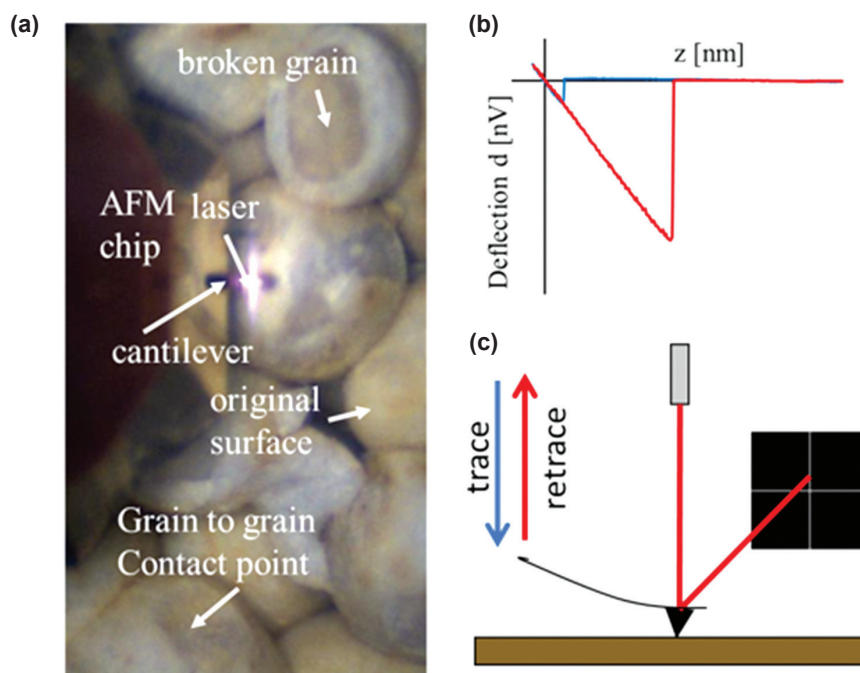 (a)
broken grain
AFM laser
chip
cantilever
original
surface
Grain to grain
Contact point
(b)
z [nm]
Deflection d [nV]
(c)
trace
retrace